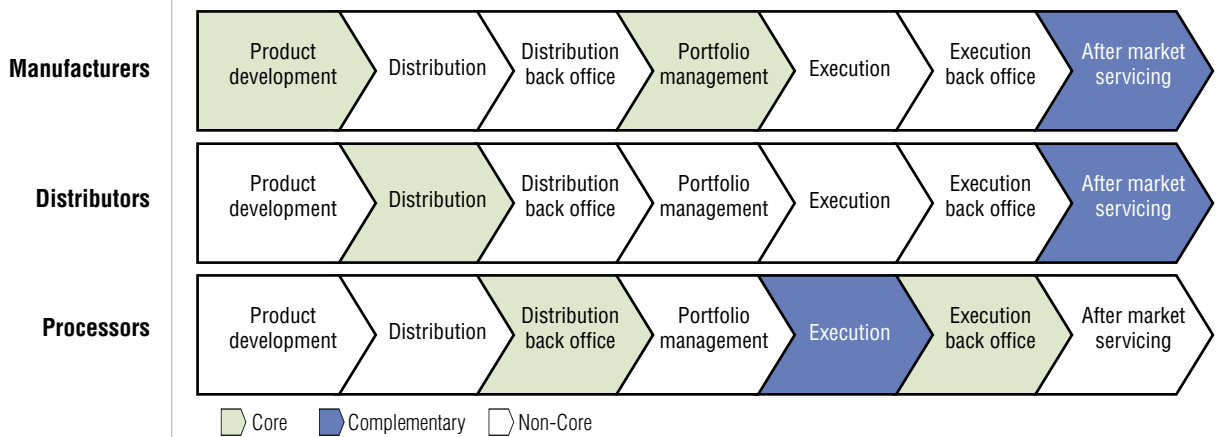 Manufacturers
Product
development
Distribution
Distribution
back office
Portfolio
management
Execution
Execution
back office
After market
servicing
Distributors
Product
development
Distribution
Distribution
back office
Portfolio
management
Execution
Execution
back office
After market
servicing
Processors
Product
development
Distribution
Distribution
back office
Portfolio
management
Execution
Execution
back office
After market
servicing
Core
Complementary
Non-Core